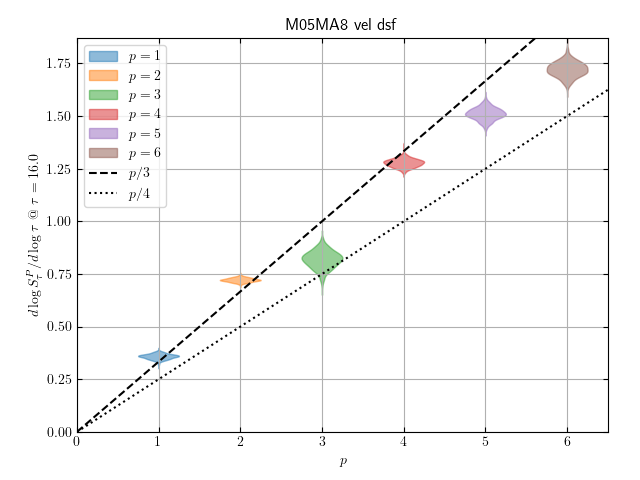 M05MA8 vel dsf
d log S_τ^P / d log τ @ τ = 16.0
1.75
1.50
1.25
1.00
0.75
0.50
0.25
0.00
p = 1
p = 2
p = 3
p = 4
p = 5
p = 6
p/3
p/4
0 1 2 3 4 5 6
p